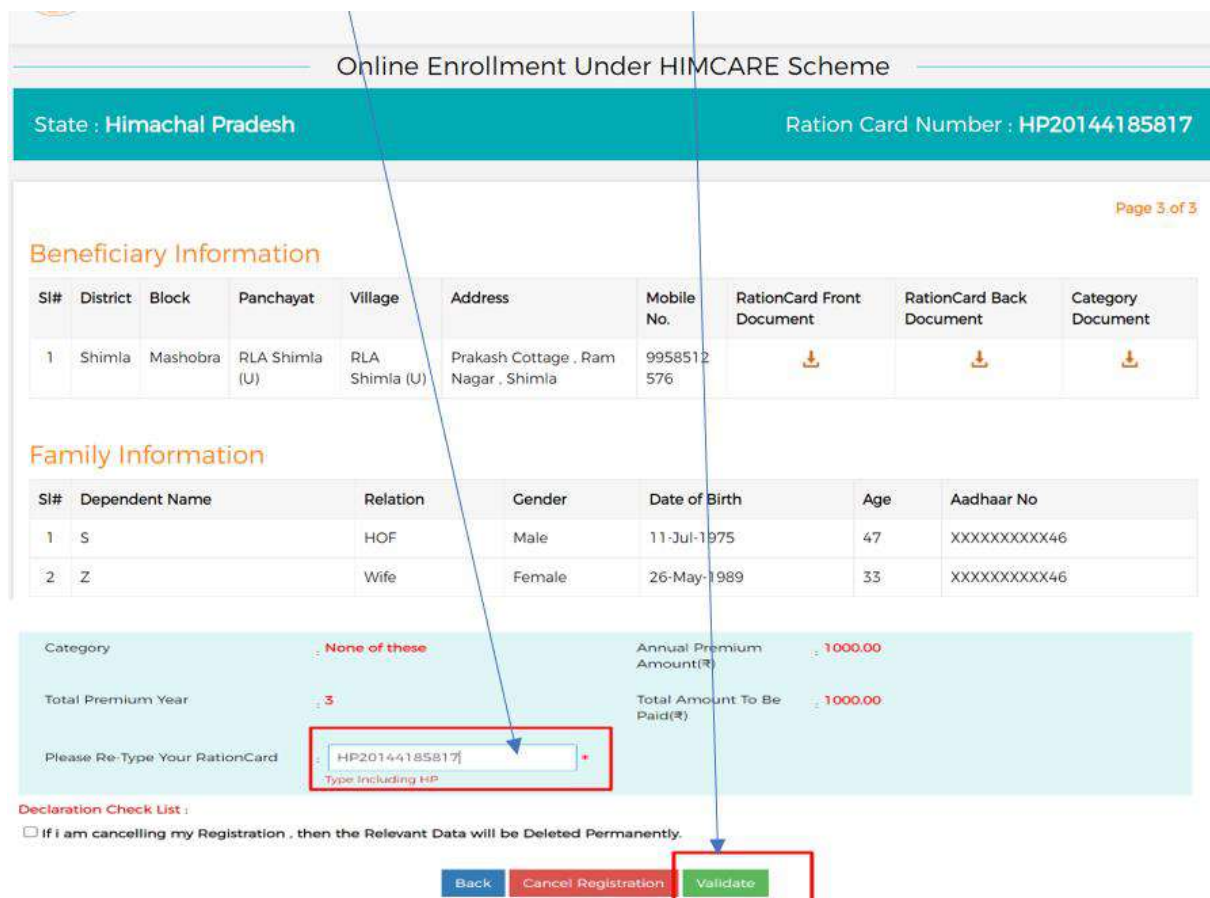 Online Enrollment Under HIMCARE Scheme
State : Himachal Pradesh Ration Card Number : HP20144185817
Page 3 of 3
Beneficiary Information
Sl# District Block Panchayat Village Address Mobile No. RationCard Front Document RationCard Back Document Category Document
1 Shimla Mashobra RLA Shimla (U) RLA Shimla (U) Prakash Cottage , Ram Nagar , Shimla 9958512576
Family Information
Sl# Dependent Name Relation Gender Date of Birth Age Aadhaar No
1 S HOF Male 11-Jul-1975 47 XXXXXXXXXX46
2 Z Wife Female 26-May-1989 33 XXXXXXXXXX46
Category : None of these Annual Premium Amount(₹) : 1000.00
Total Premium Year : 3 Total Amount To Be Paid(₹) : 1000.00
Please Re-Type Your RationCard : HP20144185817 *
Type Including HP
Declaration Check List :
If i am cancelling my Registration , then the Relevant Data will be Deleted Permanently.
Back Cancel Registration Validate